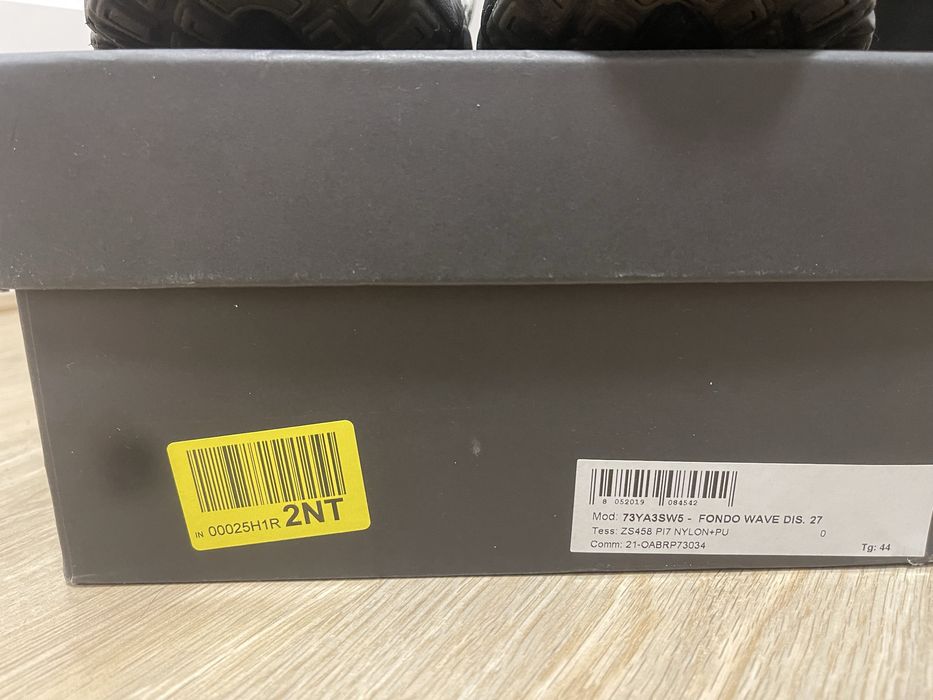 IN 00025H1R 2NT
8 052019 084542
Mod: 73YA3SW5 - FONDO WAVE DIS. 27
Tess: ZS458 PI7 NYLON+PU 0
Comm: 21-OABRP73034
Tg: 44